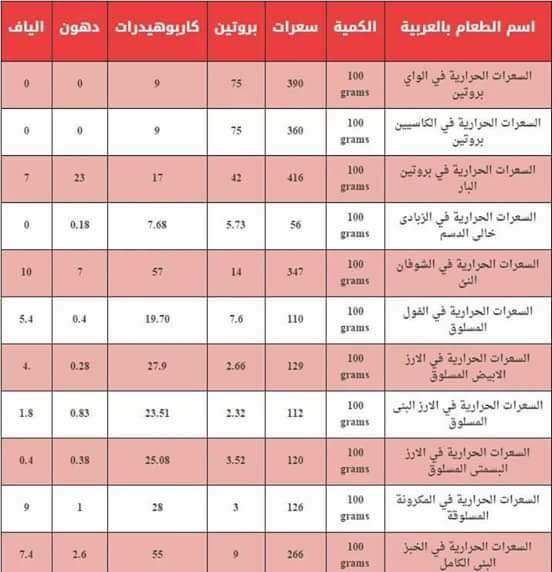 اسم الطعام بالعربية الكمية سعرات بروتين كاربوهيدرات دهون الياف
السعرات الحرارية في الواي بروتين 100 grams 390 75 9 0 0
السعرات الحرارية في الكاسيين بروتين 100 grams 360 75 9 0 0
السعرات الحرارية في بروتين البار 100 grams 416 42 17 23 7
السعرات الحرارية في الزبادى خالى الدسم 100 grams 56 5.73 7.68 0.18 0
السعرات الحرارية في الشوفان النئ 100 grams 347 14 57 7 10
السعرات الحرارية في الفول المسلوق 100 grams 110 7.6 19.70 0.4 5.4
السعرات الحرارية في الارز الابيض المسلوق 100 grams 129 2.66 27.9 0.28 4.
السعرات الحرارية في الارز البنى المسلوق 100 grams 112 2.32 23.51 0.83 1.8
السعرات الحرارية في الارز البسمتى المسلوق 100 grams 120 3.52 25.08 0.38 0.4
السعرات الحرارية في المكرونة المسلوقة 100 grams 126 3 28 1 9
السعرات الحرارية في الخبز البنى الكامل 100 grams 266 9 55 2.6 7.4